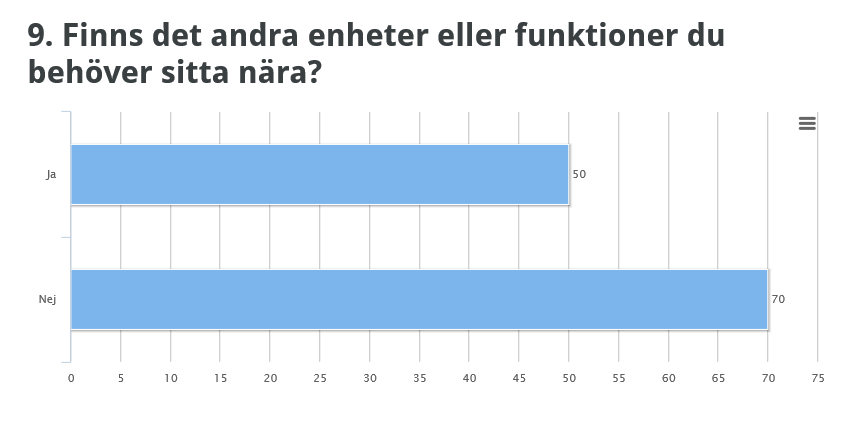 9. Finns det andra enheter eller funktioner du
behöver sitta nära?
Ja
50
Nej
70
0 5 10 15 20 25 30 35 40 45 50 55 60 65 70 75